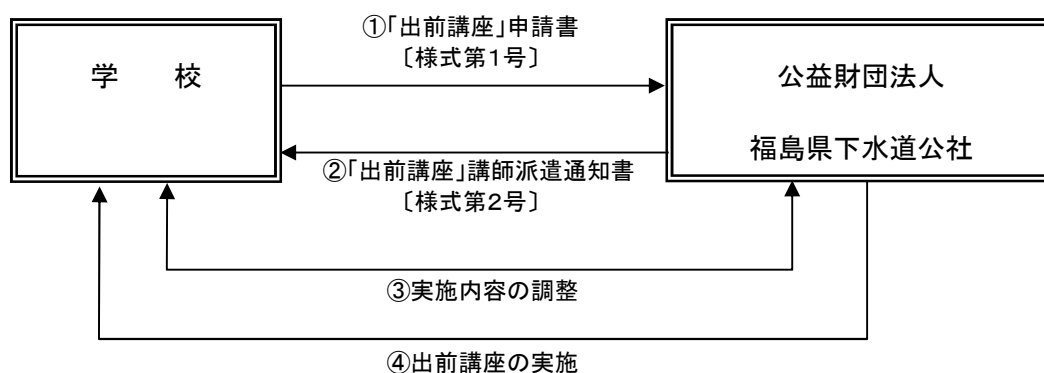 ①「出前講座」申請書
〔様式第1号〕
学　　校
公益財団法人
福島県下水道公社
②「出前講座」講師派遣通知書
〔様式第2号〕
③実施内容の調整
④出前講座の実施